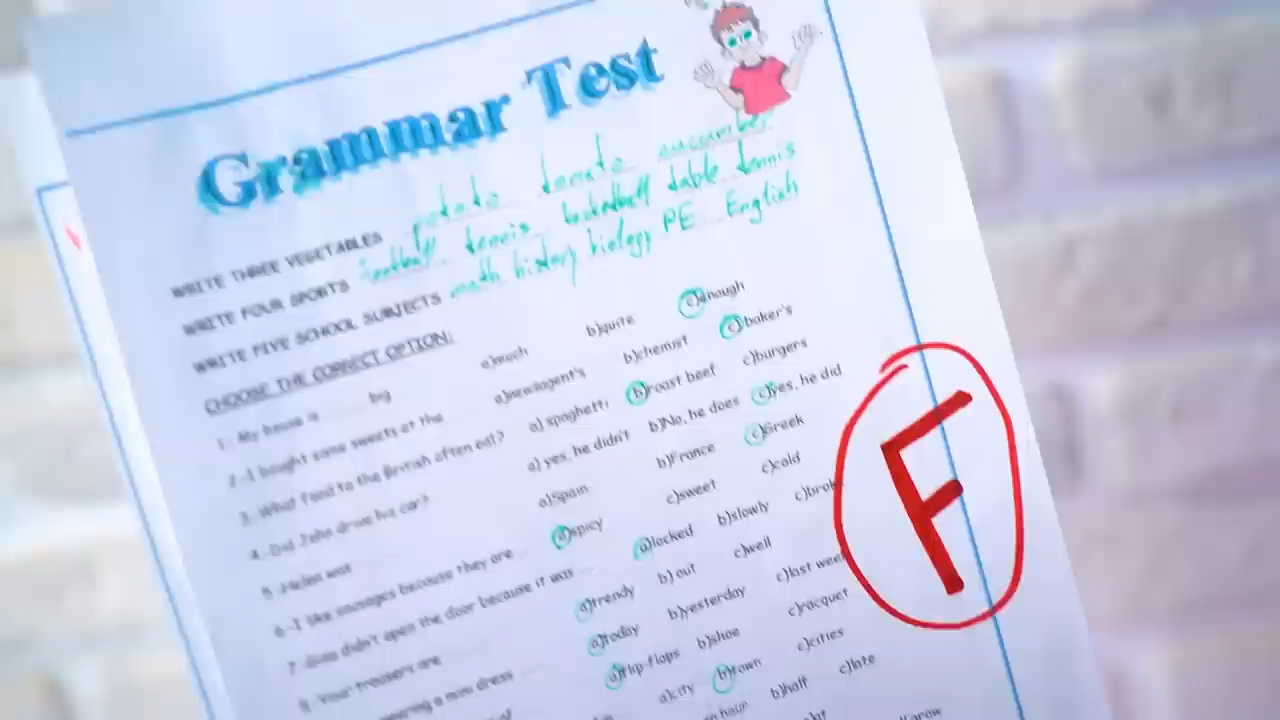 Grammar Test
WRITE THREE VEGETABLES potato tomato cucumber
WRITE FOUR SPORTS football tennis basketball table tennis
WRITE FIVE SCHOOL SUBJECTS math history biology PE English
CHOOSE THE CORRECT OPTION:
1.- My house is big a)much b)quite c)enough
2.-I bought some sweets at the a)newsagent's b)chemist c)baker's
3.-What food to the British often eat? a) spaghetti b)roast beef c)burgers
4.-Did John drive his car? a) yes, he didn't b)No, he does c)yes, he did
5.-Helen was a)Spain b)France c)Greek
6.-I like sausages because they are a)spicy c)sweet c)cold
7.- didn't open the door because it was a)locked b)slowly
8.-Your trousers are a)trendy b) out c)well
wearing a mini dress a)today b)yesterday c)last
of a)flip-flops b)shoe c)racquet
a)city b)town c)cities
hour b)half c)late
F